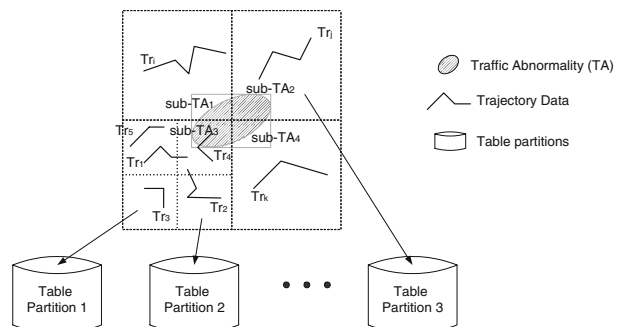 Tri
Trj
sub-TA2
sub-TA1
Tr5
sub-TA3
sub-TA4
Tr1
Tr4
Tr3
Tr2
Trk
Traffic Abnormality (TA)
Trajectory Data
Table partitions
Table
Partition 1
Table
Partition 2
Table
Partition 3